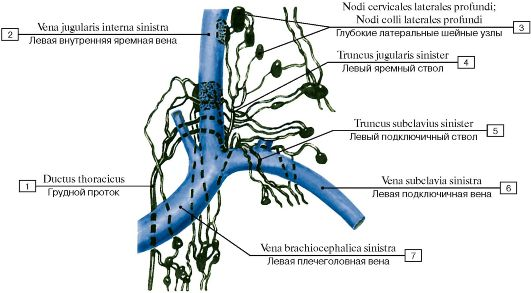 Nodi cervicales laterales profundi;
Nodi colli laterales profundi
Глубокие латеральные шейные узлы
3
Vena jugularis interna sinistra
Левая внутренняя яремная вена
2
Truncus jugularis sinister
Левый яремный ствол
4
Truncus subclavius sinister
Левый подключичный ствол
5
Ductus thoracicus
Грудной проток
1
Vena subclavia sinistra
Левая подключичная вена
6
Vena brachiocephalica sinistra
Левая плечеголовная вена
7